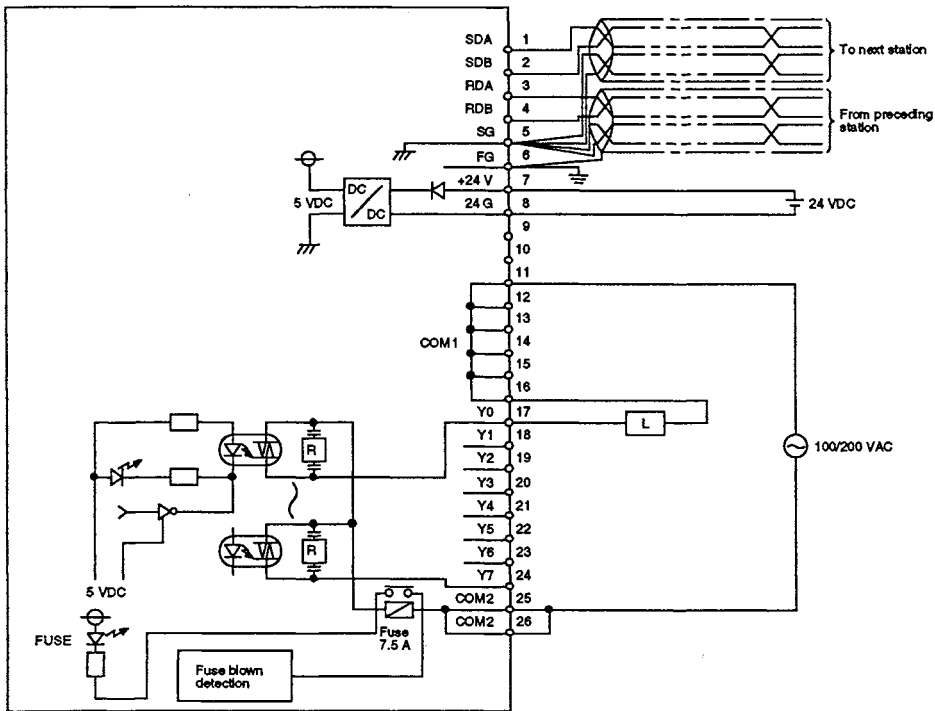 SDA 1
SDB 2
RDA 3
RDB 4
SG 5
FG 6
+24 V 7
24 G 8
9
10
11
12
13
14
15
16
COM1
Y0 17
Y1 18
Y2 19
Y3 20
Y4 21
Y5 22
Y6 23
Y7 24
COM2 25
COM2 26
To next station
From preceding
station
5 VDC
DC
DC
24 VDC
L
100/200 VAC
R
R
5 VDC
FUSE
Fuse
7.5 A
Fuse blown
detection